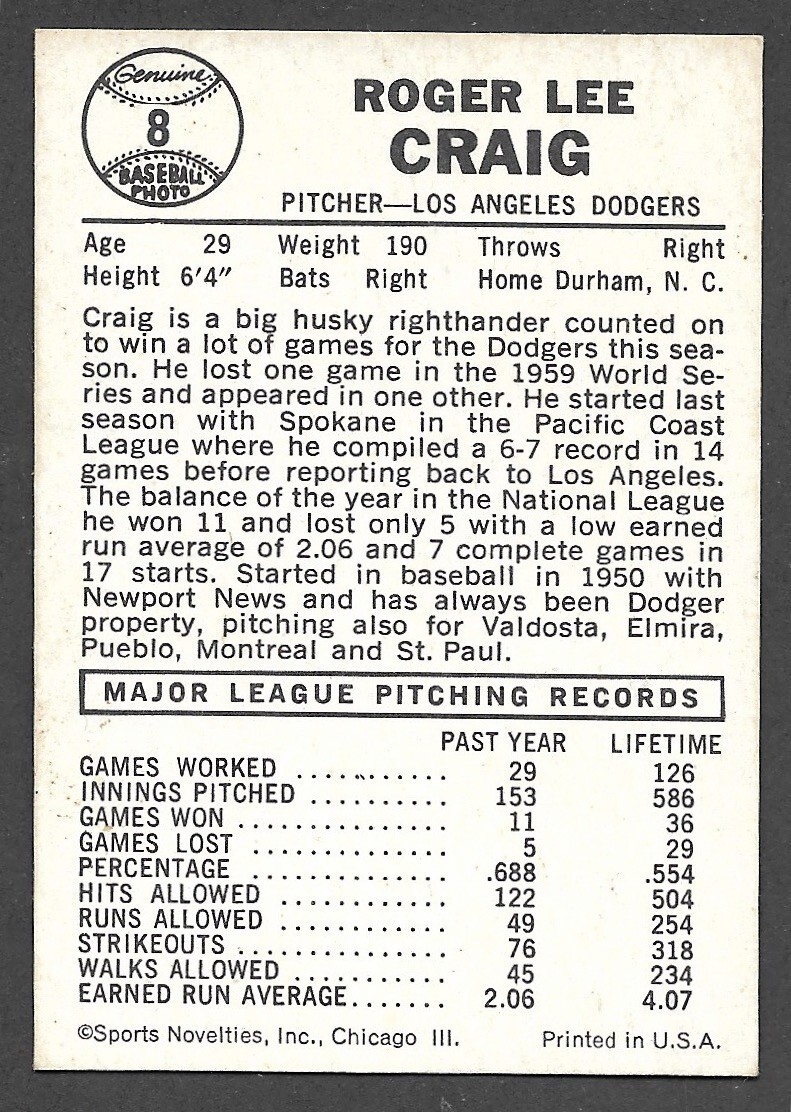 Genuine
8
BASEBALL
PHOTO
ROGER LEE
CRAIG
PITCHER—LOS ANGELES DODGERS
Age 29 Weight 190 Throws Right
Height 6'4" Bats Right Home Durham, N. C.
Craig is a big husky righthander counted on
to win a lot of games for the Dodgers this sea-
son. He lost one game in the 1959 World Se-
ries and appeared in one other. He started last
season with Spokane in the Pacific Coast
League where he compiled a 6-7 record in 14
games before reporting back to Los Angeles.
The balance of the year in the National League
he won 11 and lost only 5 with a low earned
run average of 2.06 and 7 complete games in
17 starts. Started in baseball in 1950 with
Newport News and has always been Dodger
property, pitching also for Valdosta, Elmira,
Pueblo, Montreal and St. Paul.
MAJOR LEAGUE PITCHING RECORDS
PAST YEAR LIFETIME
GAMES WORKED ............ 29 126
INNINGS PITCHED .......... 153 586
GAMES WON ............... 11 36
GAMES LOST .............. 5 29
PERCENTAGE .............. .688 .554
HITS ALLOWED ............ 122 504
RUNS ALLOWED ............ 49 254
STRIKEOUTS ............... 76 318
WALKS ALLOWED ........... 45 234
EARNED RUN AVERAGE....... 2.06 4.07
©Sports Novelties, Inc., Chicago Ill. Printed in U.S.A.